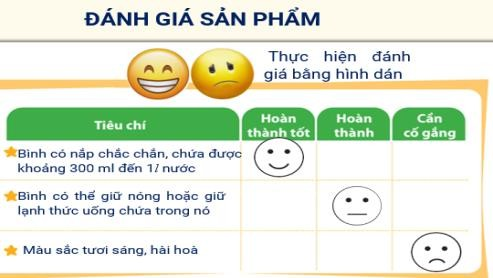 ĐÁNH GIÁ SẢN PHẨM
Thực hiện đánh
giá bằng hình dán
Tiêu chí
Hoàn
thành tốt
Hoàn
thành
Cần
cố gắng
Bình có nắp chắc chắn, chứa được
khoảng 300 ml đến 1l nước
Bình có thể giữ nóng hoặc giữ
lạnh thức uống chứa trong nó
Màu sắc tươi sáng, hài hoà